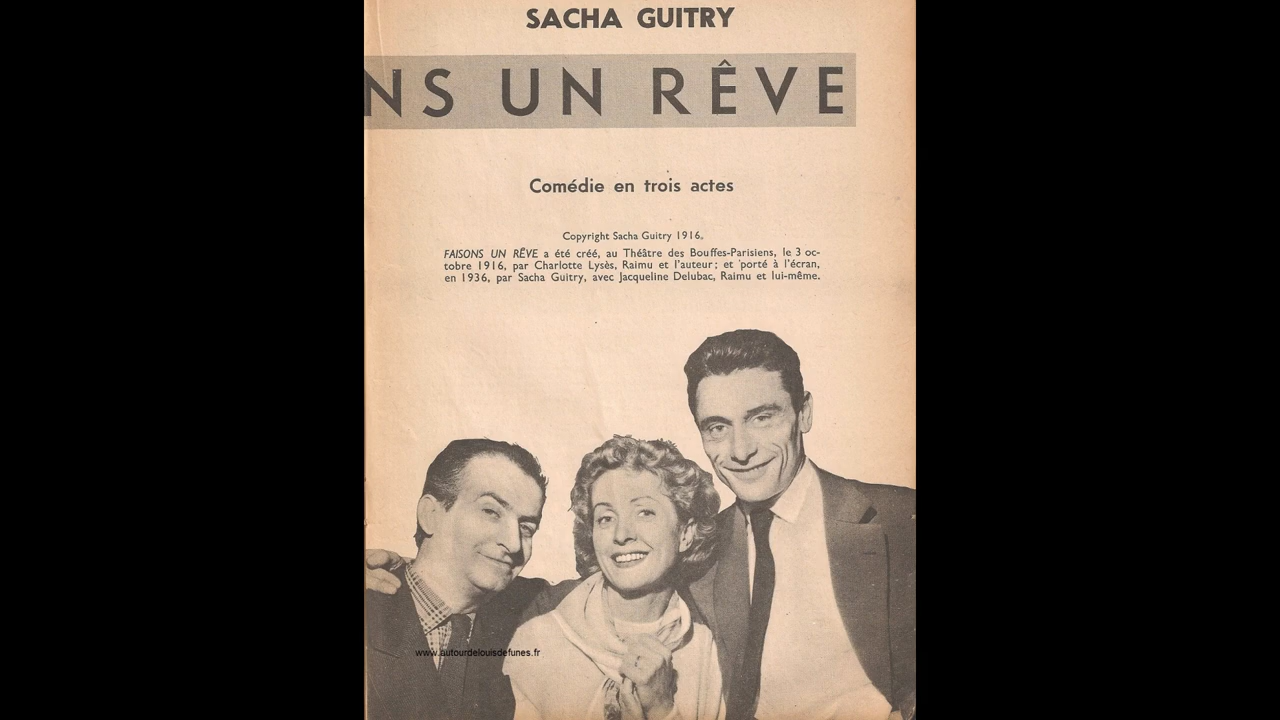 SACHA GUITRY
NS UN RÊVE
Comédie en trois actes
Copyright Sacha Guitry 1916.
FAISONS UN RÊVE a été créé, au Théâtre des Bouffes-Parisiens, le 3 oc-
tobre 1916, par Charlotte Lysès, Raimu et l'auteur; et porté à l'écran,
en 1936, par Sacha Guitry, avec Jacqueline Delubac, Raimu et lui-même.
www.autourdelouisdefunes.fr